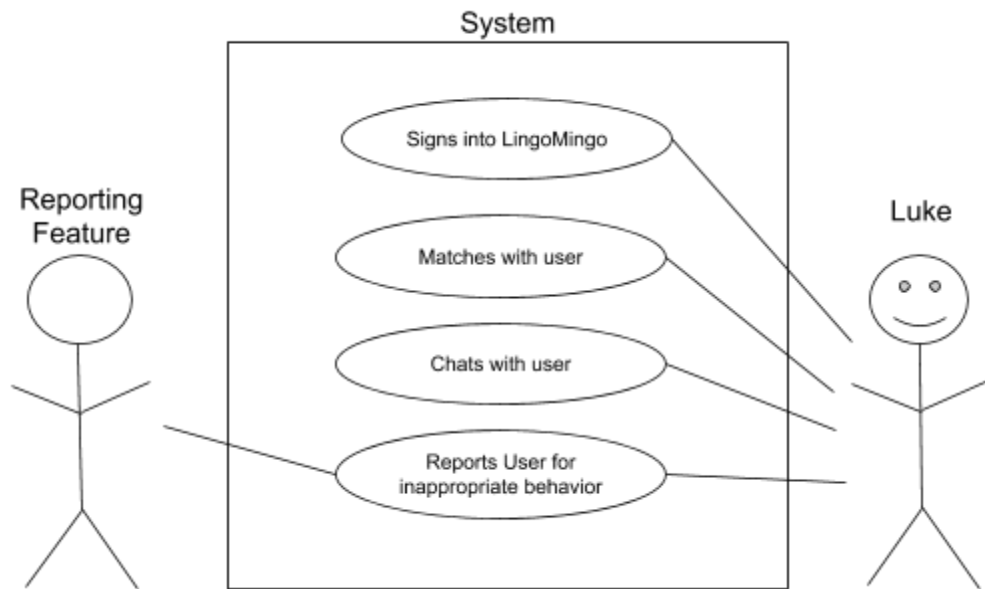 System
Signs into LingoMingo
Reporting
Feature
Luke
Matches with user
Chats with user
Reports User for
inappropriate behavior